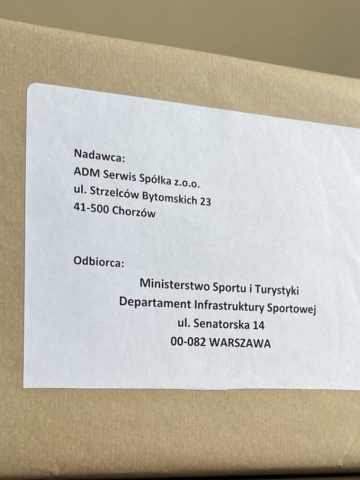 Nadawca:
ADM Serwis Spółka z.o.o.
ul. Strzelców Bytomskich 23
41-500 Chorzów
Odbiorca:
Ministerstwo Sportu i Turystyki
Departament Infrastruktury Sportowej
ul. Senatorska 14
00-082 WARSZAWA